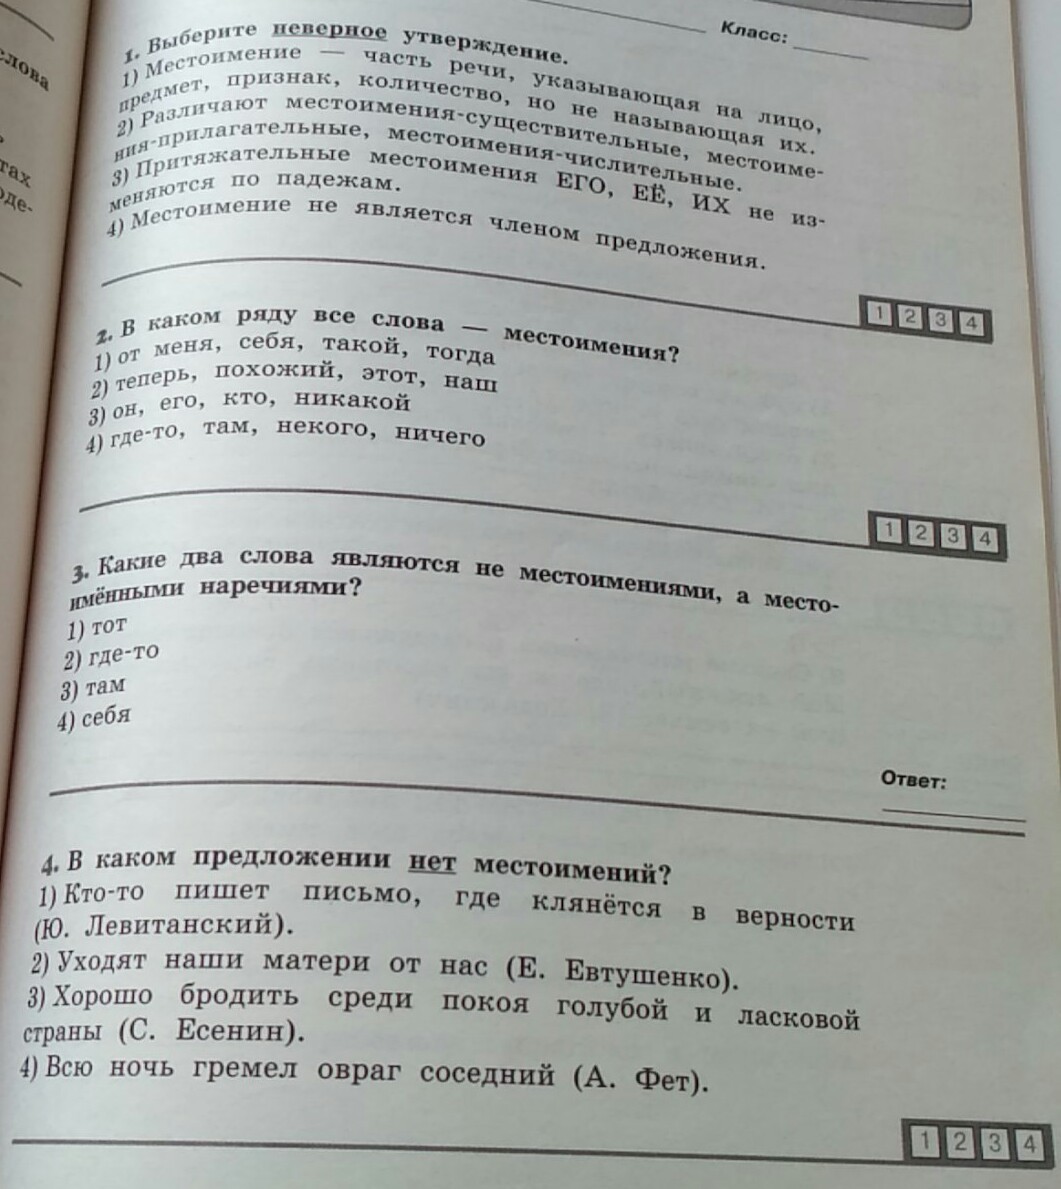 слова
тах
оде-
Класс:
1. Выберите неверное утверждение.
1) Местоимение — часть речи, указывающая на лицо,
предмет, признак, количество, но не называющая их.
2) Различают местоимения-существительные, местоиме-
ния-прилагательные, местоимения-числительные.
3) Притяжательные местоимения ЕГО, ЕЁ, ИХ не из-
меняются по падежам.
4) Местоимение не является членом предложения.
1 2 3 4
2. В каком ряду все слова — местоимения?
1) от меня, себя, такой, тогда
2) теперь, похожий, этот, наш
3) он, его, кто, никакой
4) где-то, там, некого, ничего
1 2 3 4
3. Какие два слова являются не местоимениями, а место-
имёнными наречиями?
1) тот
2) где-то
3) там
4) себя
Ответ:
4. В каком предложении нет местоимений?
1) Кто-то пишет письмо, где клянётся в верности
(Ю. Левитанский).
2) Уходят наши матери от нас (Е. Евтушенко).
3) Хорошо бродить среди покоя голубой и ласковой
страны (С. Есенин).
4) Всю ночь гремел овраг соседний (А. Фет).
1 2 3 4